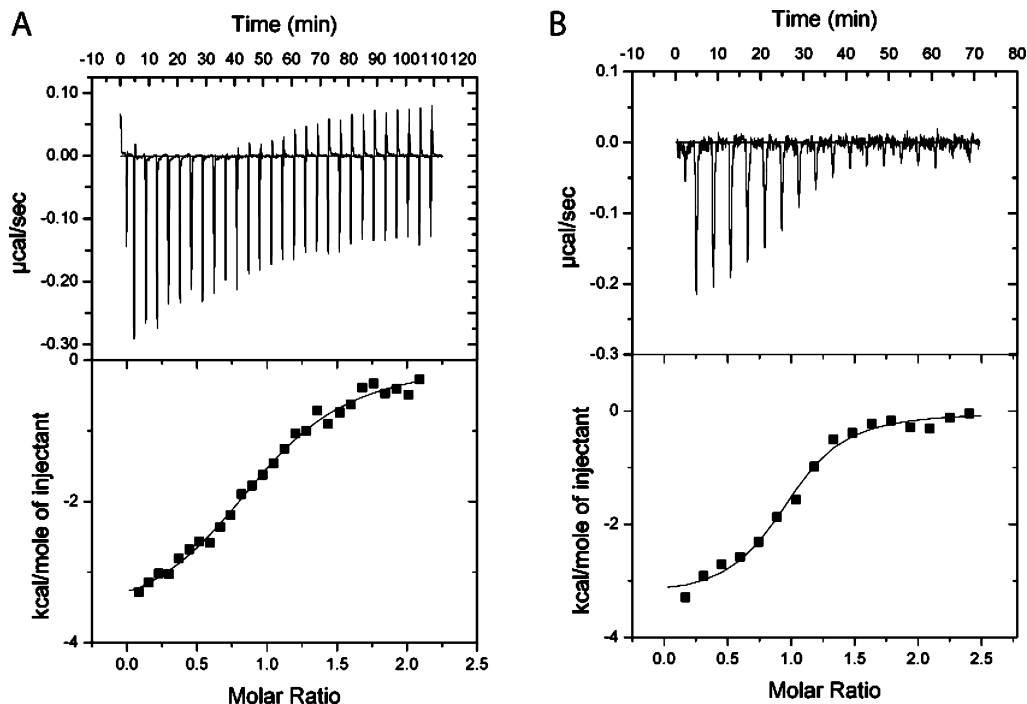 A
Time (min)
-10 0 10 20 30 40 50 60 70 80 90 100 110 120
0.10
0.00
-0.10
-0.20
-0.30
µcal/sec
0
-2
-4
kcal/mole of injectant
0.0 0.5 1.0 1.5 2.0 2.5
Molar Ratio
B
Time (min)
-10 0 10 20 30 40 50 60 70 80
0.1
0.0
-0.1
-0.2
-0.3
µcal/sec
0
-2
-4
kcal/mole of injectant
0.0 0.5 1.0 1.5 2.0 2.5
Molar Ratio